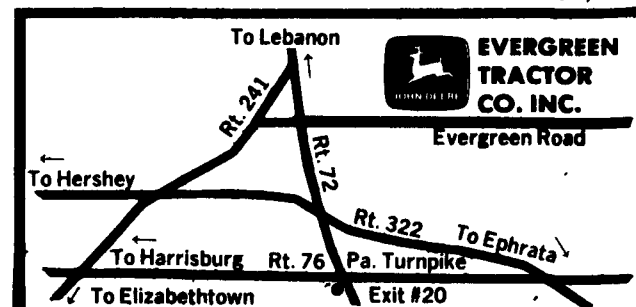 To Lebanon
EVERGREEN
TRACTOR
CO. INC.
JOHN DEERE
Rt. 241
Evergreen Road
Rt. 72
To Hershey
Rt. 322
To Ephrata
To Harrisburg
Rt. 76
Pa. Turnpike
To Elizabethtown
Exit #20